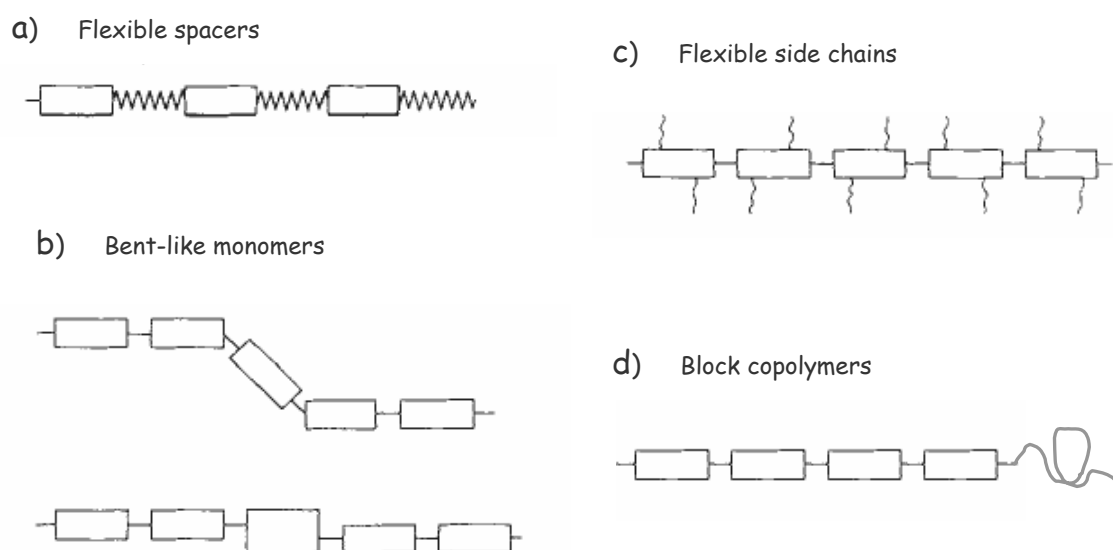 a) Flexible spacers
b) Bent-like monomers
c) Flexible side chains
d) Block copolymers